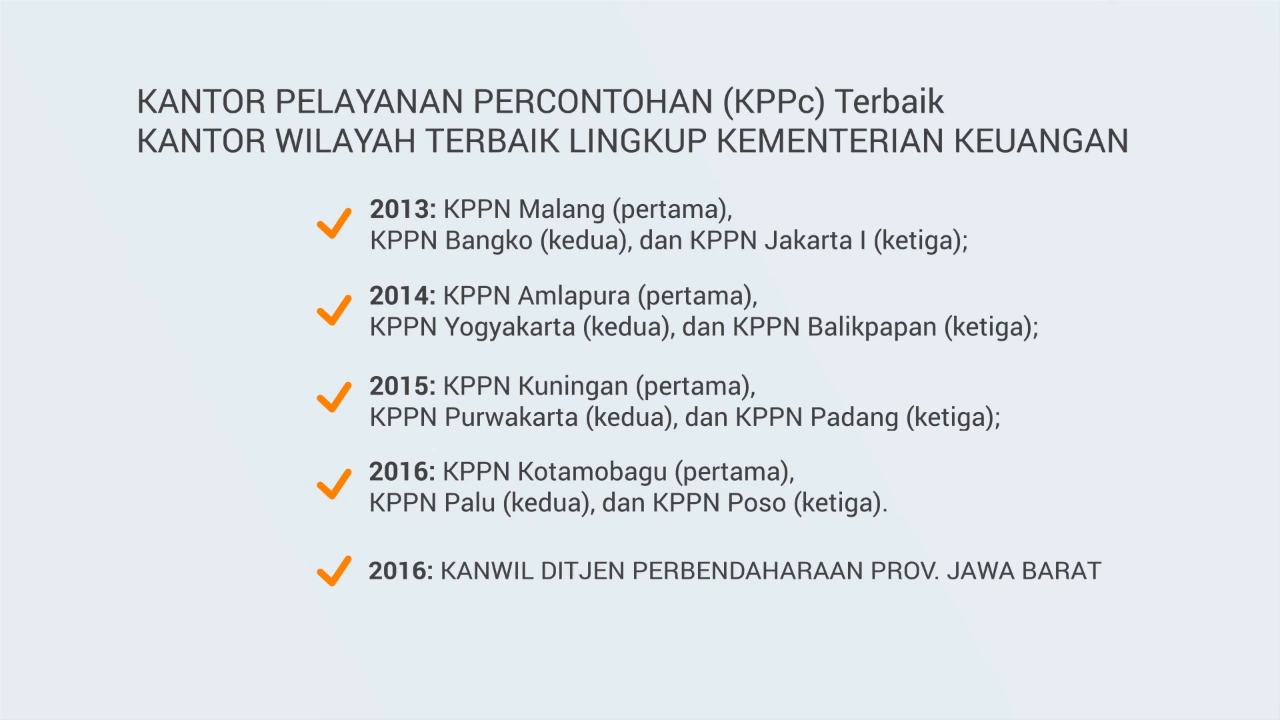 KANTOR PELAYANAN PERCONTOHAN (KPPc) Terbaik
KANTOR WILAYAH TERBAIK LINGKUP KEMENTERIAN KEUANGAN
2013: KPPN Malang (pertama),
KPPN Bangko (kedua), dan KPPN Jakarta I (ketiga);
2014: KPPN Amlapura (pertama),
KPPN Yogyakarta (kedua), dan KPPN Balikpapan (ketiga);
2015: KPPN Kuningan (pertama),
KPPN Purwakarta (kedua), dan KPPN Padang (ketiga);
2016: KPPN Kotamobagu (pertama),
KPPN Palu (kedua), dan KPPN Poso (ketiga).
2016: KANWIL DITJEN PERBENDAHARAAN PROV. JAWA BARAT